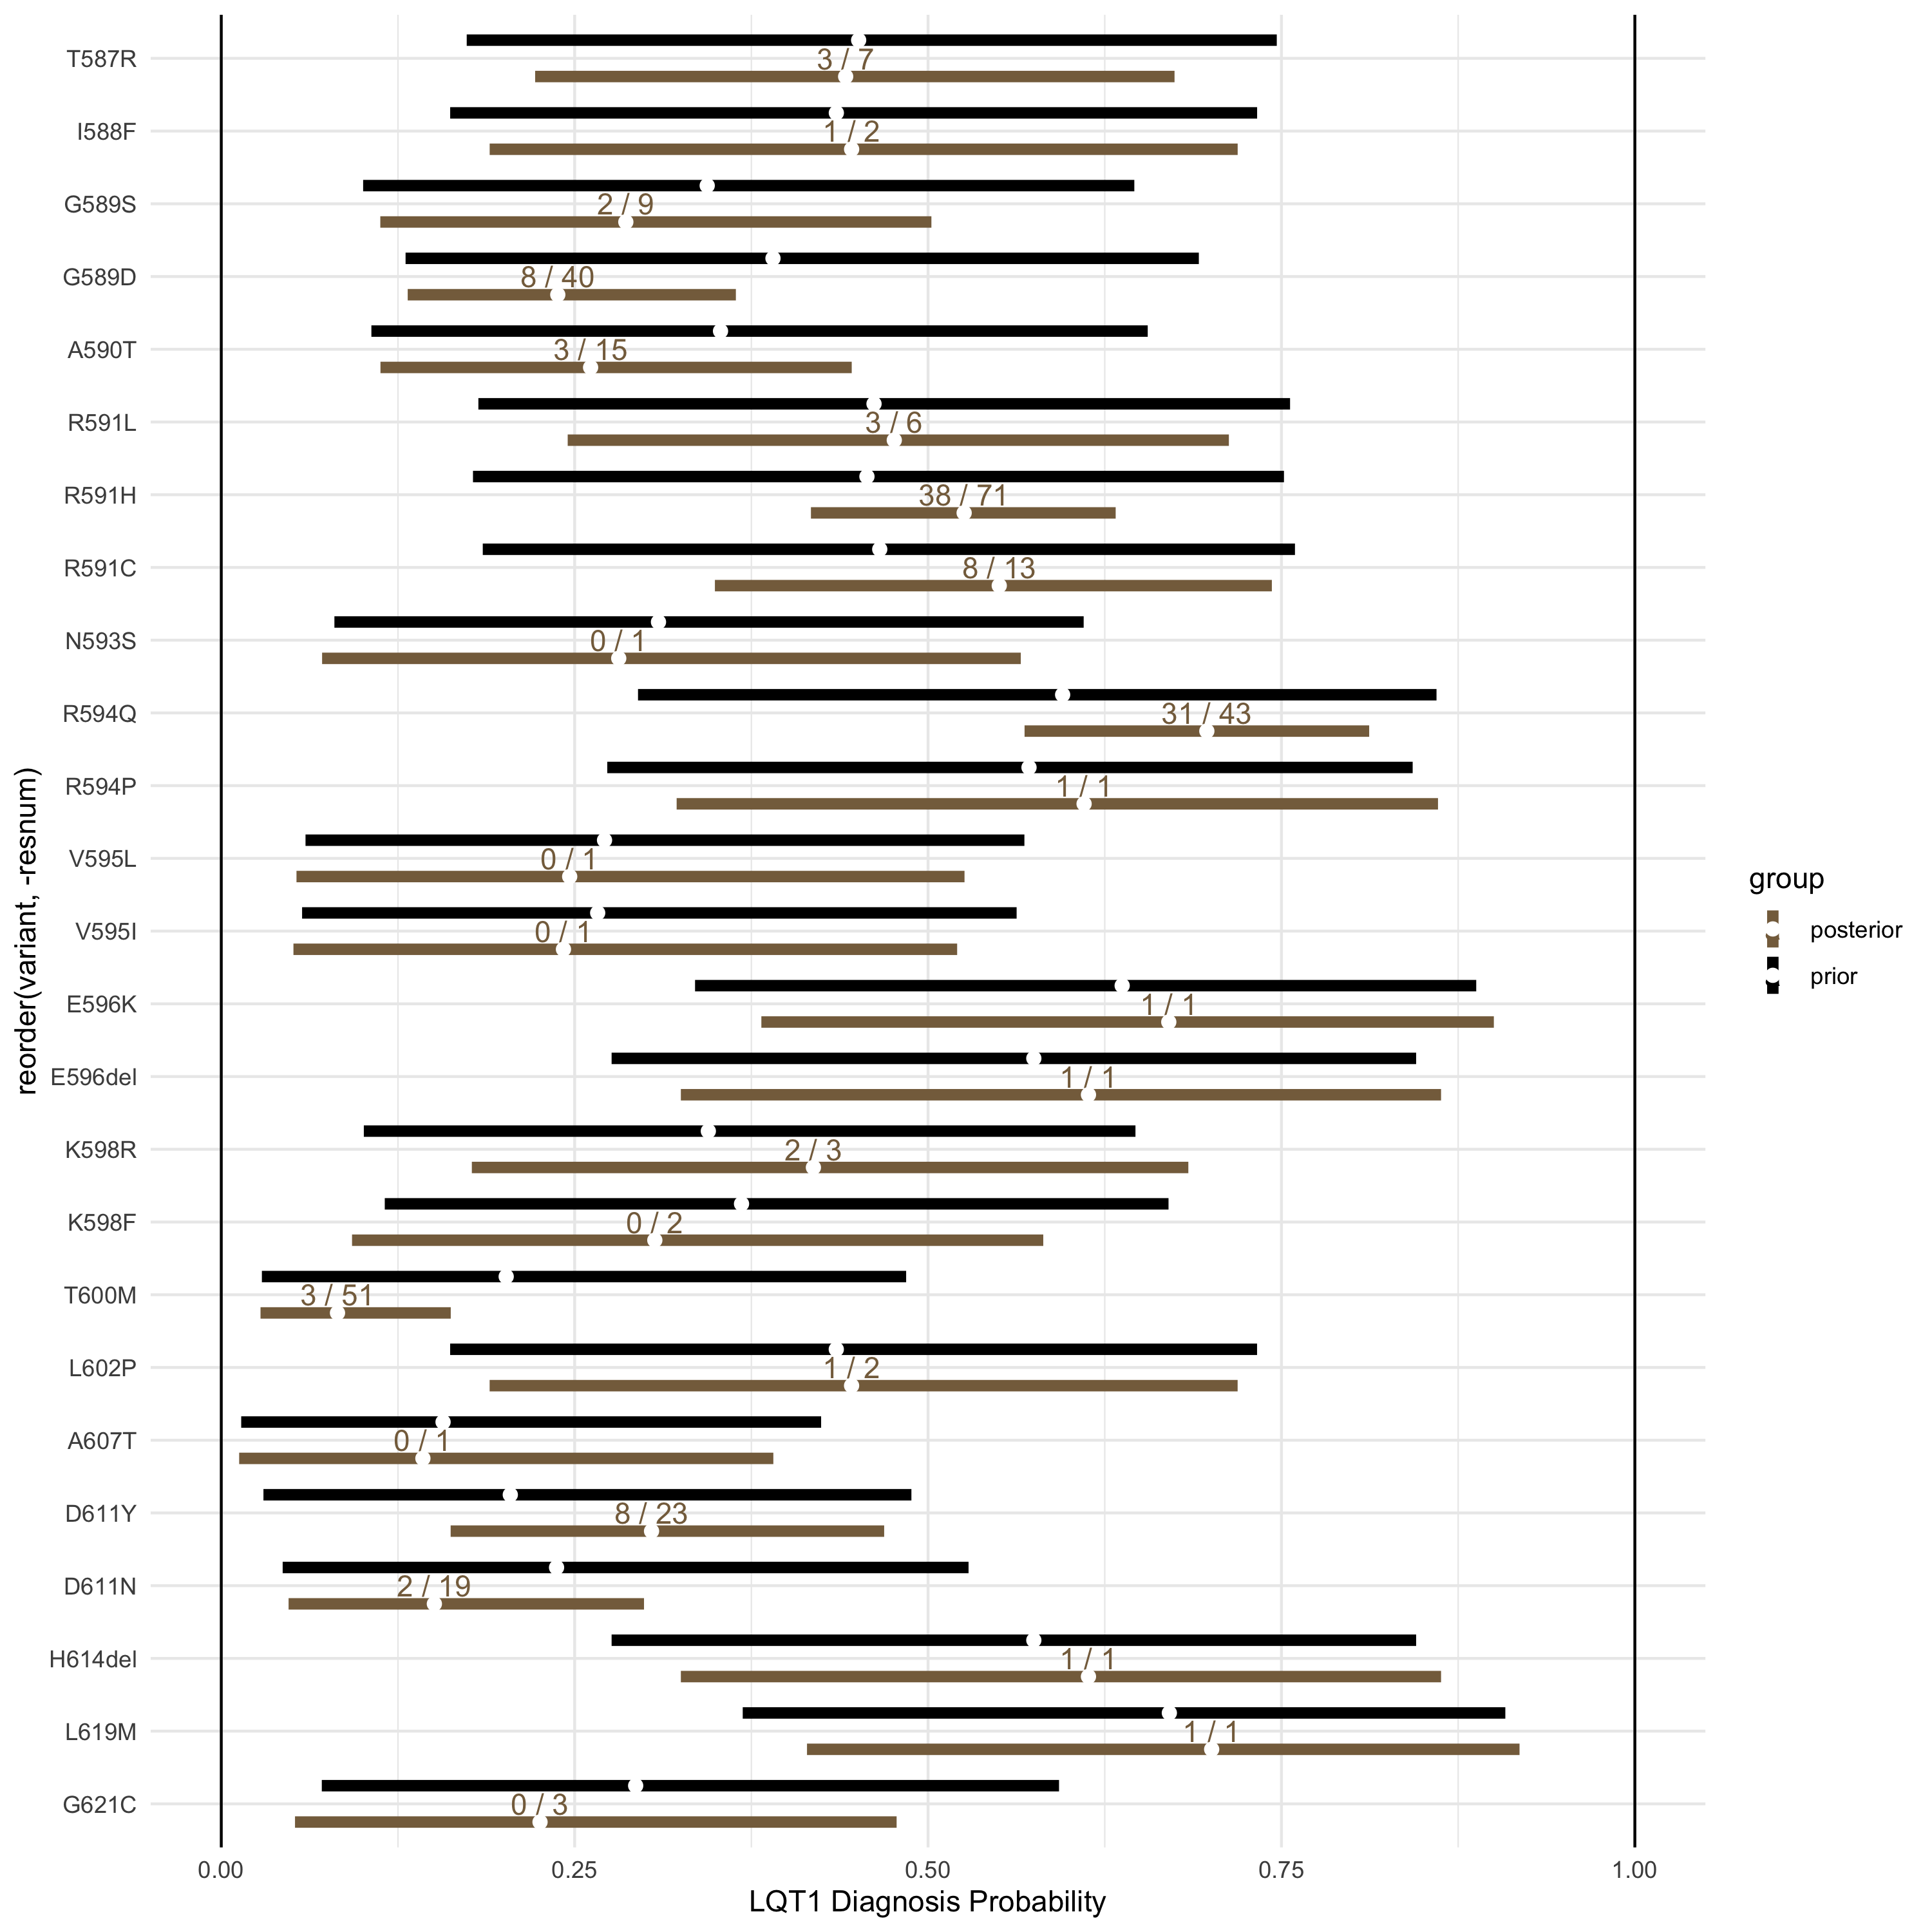 T587R
3 / 7
I588F
1 / 2
G589S
2 / 9
G589D
8 / 40
A590T
3 / 15
R591L
3 / 6
R591H
38 / 71
R591C
8 / 13
N593S
0 / 1
R594Q
31 / 43
R594P
1 / 1
V595L
0 / 1
V595I
0 / 1
E596K
1 / 1
E596del
1 / 1
K598R
2 / 3
K598F
0 / 2
T600M
3 / 51
L602P
1 / 2
A607T
0 / 1
D611Y
8 / 23
D611N
2 / 19
H614del
1 / 1
L619M
1 / 1
G621C
0 / 3
0.00 0.25 0.50 0.75 1.00
LQT1 Diagnosis Probability
reorder(variant, -resnum)
group
posterior
prior